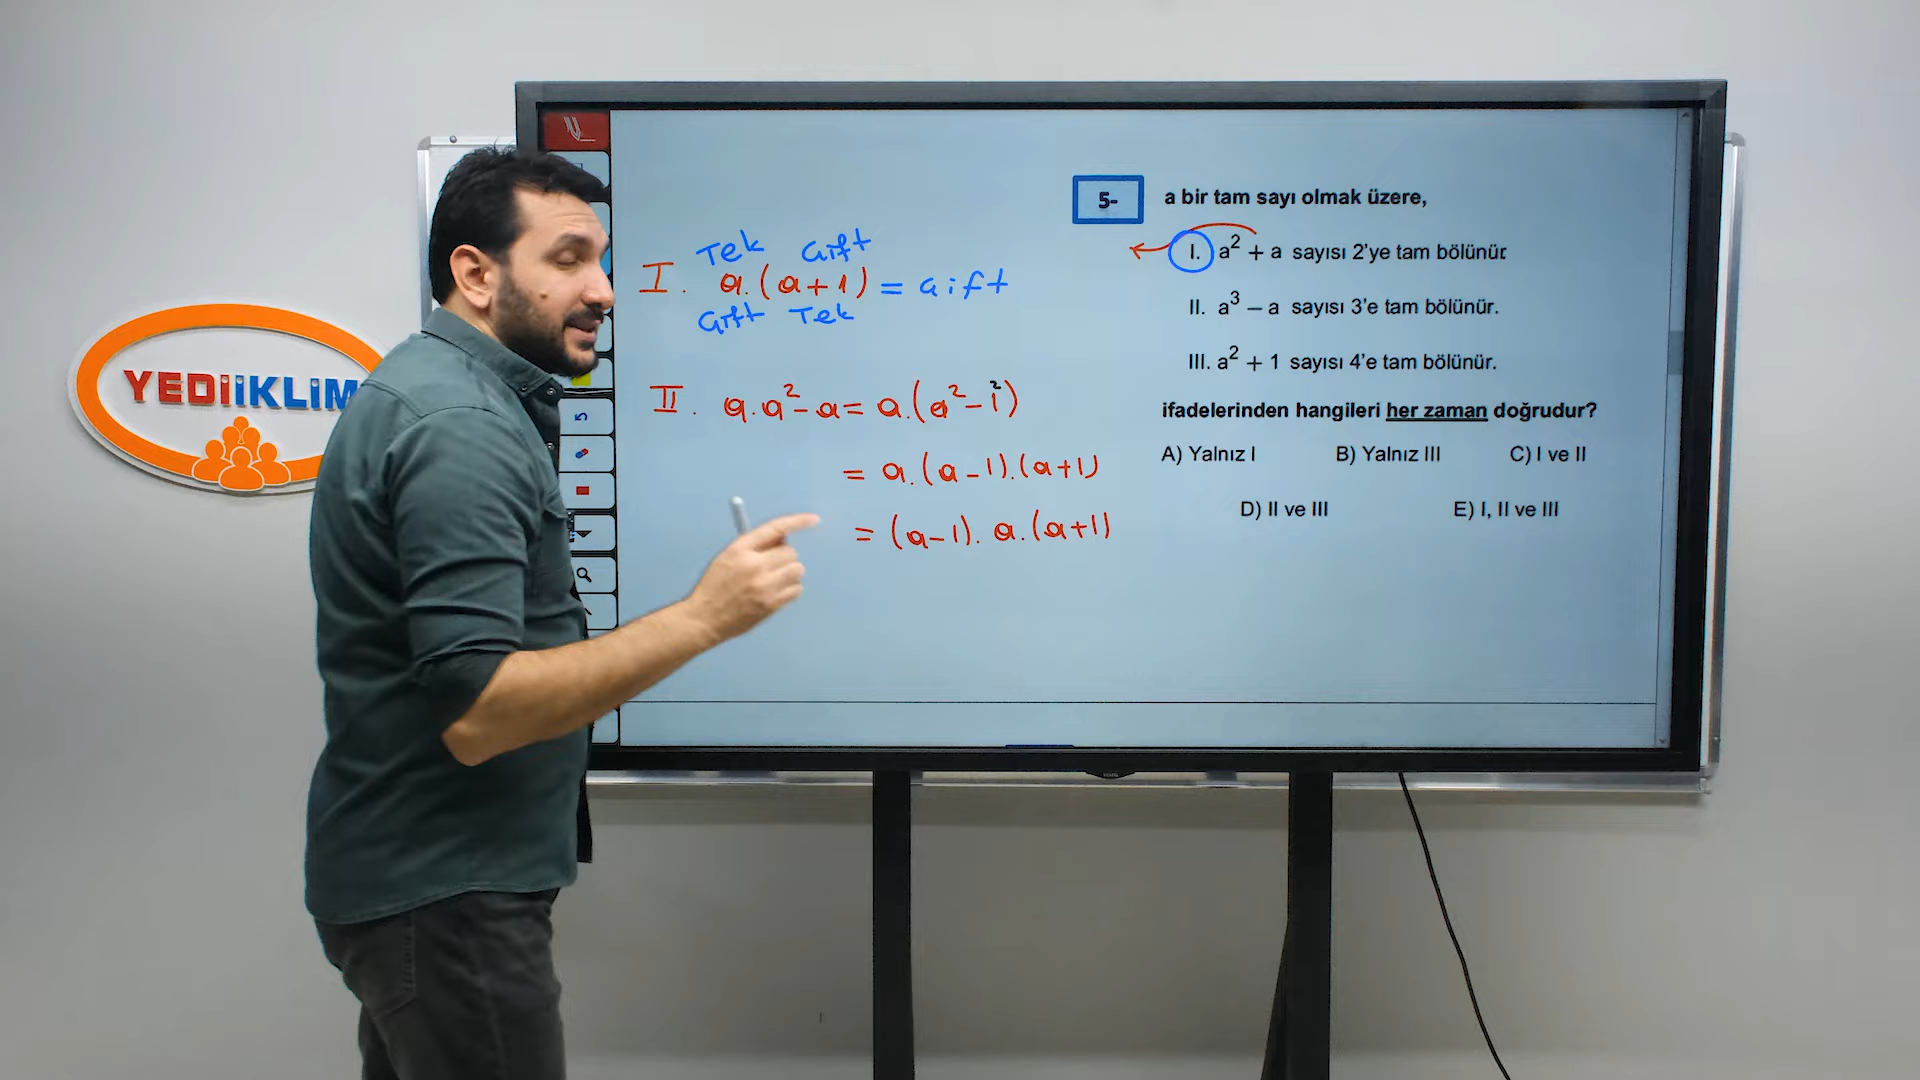 YEDiiKLiM
5- a bir tam sayı olmak üzere,
I. a² + a sayısı 2'ye tam bölünür.
II. a³ – a sayısı 3'e tam bölünür.
III. a² + 1 sayısı 4'e tam bölünür.
ifadelerinden hangileri her zaman doğrudur?
A) Yalnız I B) Yalnız III C) I ve II
D) II ve III E) I, II ve III
Tek Çift
I. a.(a+1) = Çift
Çift Tek
II. a.a²-a = a.(a²-1²)
= a.(a-1).(a+1)
= (a-1).a.(a+1)